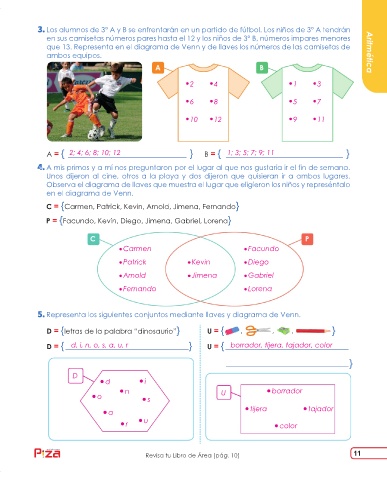 3. Los alumnos de 3° A y B se enfrentarán en un partido de fútbol. Los niños de 3° A tendrán
en sus camisetas números pares hasta el 12 y los niños de 3° B, números impares menores
que 13. Representa en el diagrama de Venn y de llaves los números de las camisetas de
ambos equipos.
Aritmética
A B
2 4 1 3
6 8 5 7
10 12 9 11
A = { 2; 4; 6; 8; 10; 12 } B = { 1; 3; 5; 7; 9; 11 }
4. A mis primos y a mí nos preguntaron por el lugar al que nos gustaría ir el fin de semana.
Unos dijeron al cine, otros a la playa y dos dijeron que quisieran ir a ambos lugares.
Observa el diagrama de llaves que muestra el lugar que eligieron los niños y represéntalo
en el diagrama de Venn.
C = {Carmen, Patrick, Kevin, Arnold, Jimena, Fernando}
P = {Facundo, Kevin, Diego, Jimena, Gabriel, Loreno}
C P
Carmen Facundo
Patrick Kevin Diego
Arnold Jimena Gabriel
Fernando Lorena
5. Representa los siguientes conjuntos mediante llaves y diagrama de Venn.
D = {letras de la palabra "dinosaurio"} U = { , , , }
D = { d, i, n, o, s, a, u, r } U = { borrador, tijera, tajador, color
}
D
d i
n
o s
a
u
r
U borrador
tijera tajador
color
Piza
Revisa tu Libro de Área (pág. 10)
11